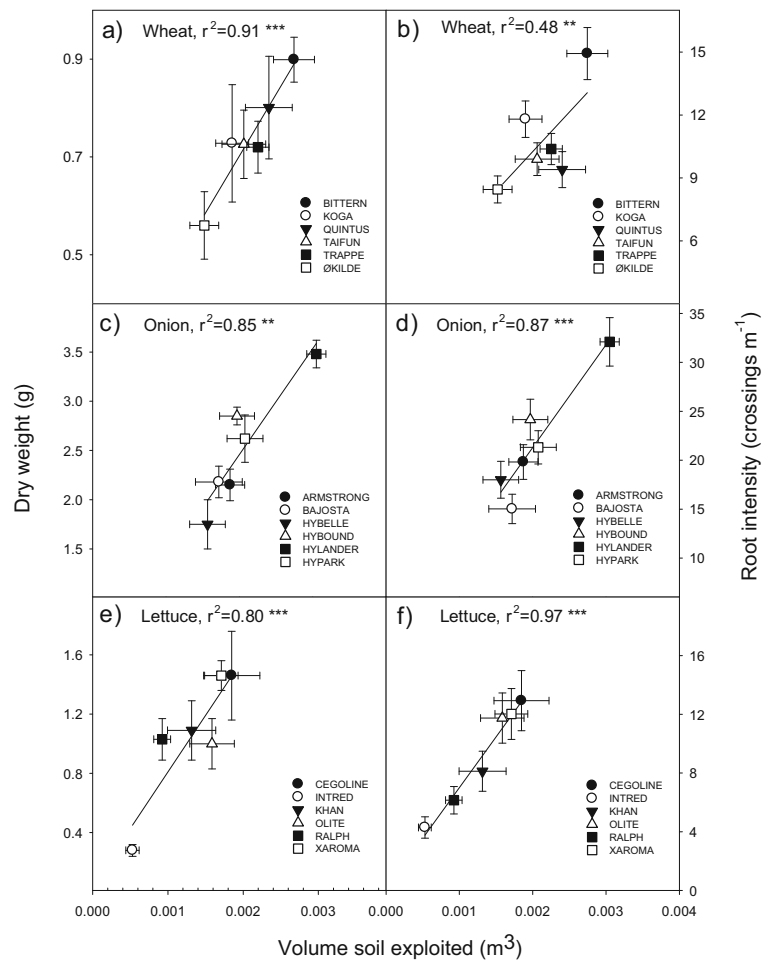 a) Wheat, r²=0.91 ***
0.9
0.7
0.5
BITTERN
KOGA
QUINTUS
TAIFUN
TRAPPE
ØKILDE
b) Wheat, r²=0.48 **
15
12
9
6
BITTERN
KOGA
QUINTUS
TAIFUN
TRAPPE
ØKILDE
c) Onion, r²=0.85 **
3.5
3.0
2.5
2.0
1.5
ARMSTRONG
BAJOSTA
HYBELLE
HYBOUND
HYLANDER
HYPARK
d) Onion, r²=0.87 ***
35
30
25
20
15
10
ARMSTRONG
BAJOSTA
HYBELLE
HYBOUND
HYLANDER
HYPARK
e) Lettuce, r²=0.80 ***
1.6
1.2
0.8
0.4
CEGOLINE
INTRED
KHAN
OLITE
RALPH
XAROMA
f) Lettuce, r²=0.97 ***
16
12
8
4
0
CEGOLINE
INTRED
KHAN
OLITE
RALPH
XAROMA
Dry weight (g)
Root intensity (crossings m⁻¹)
0.000 0.001 0.002 0.003 0.000 0.001 0.002 0.003 0.004
Volume soil exploited (m³)